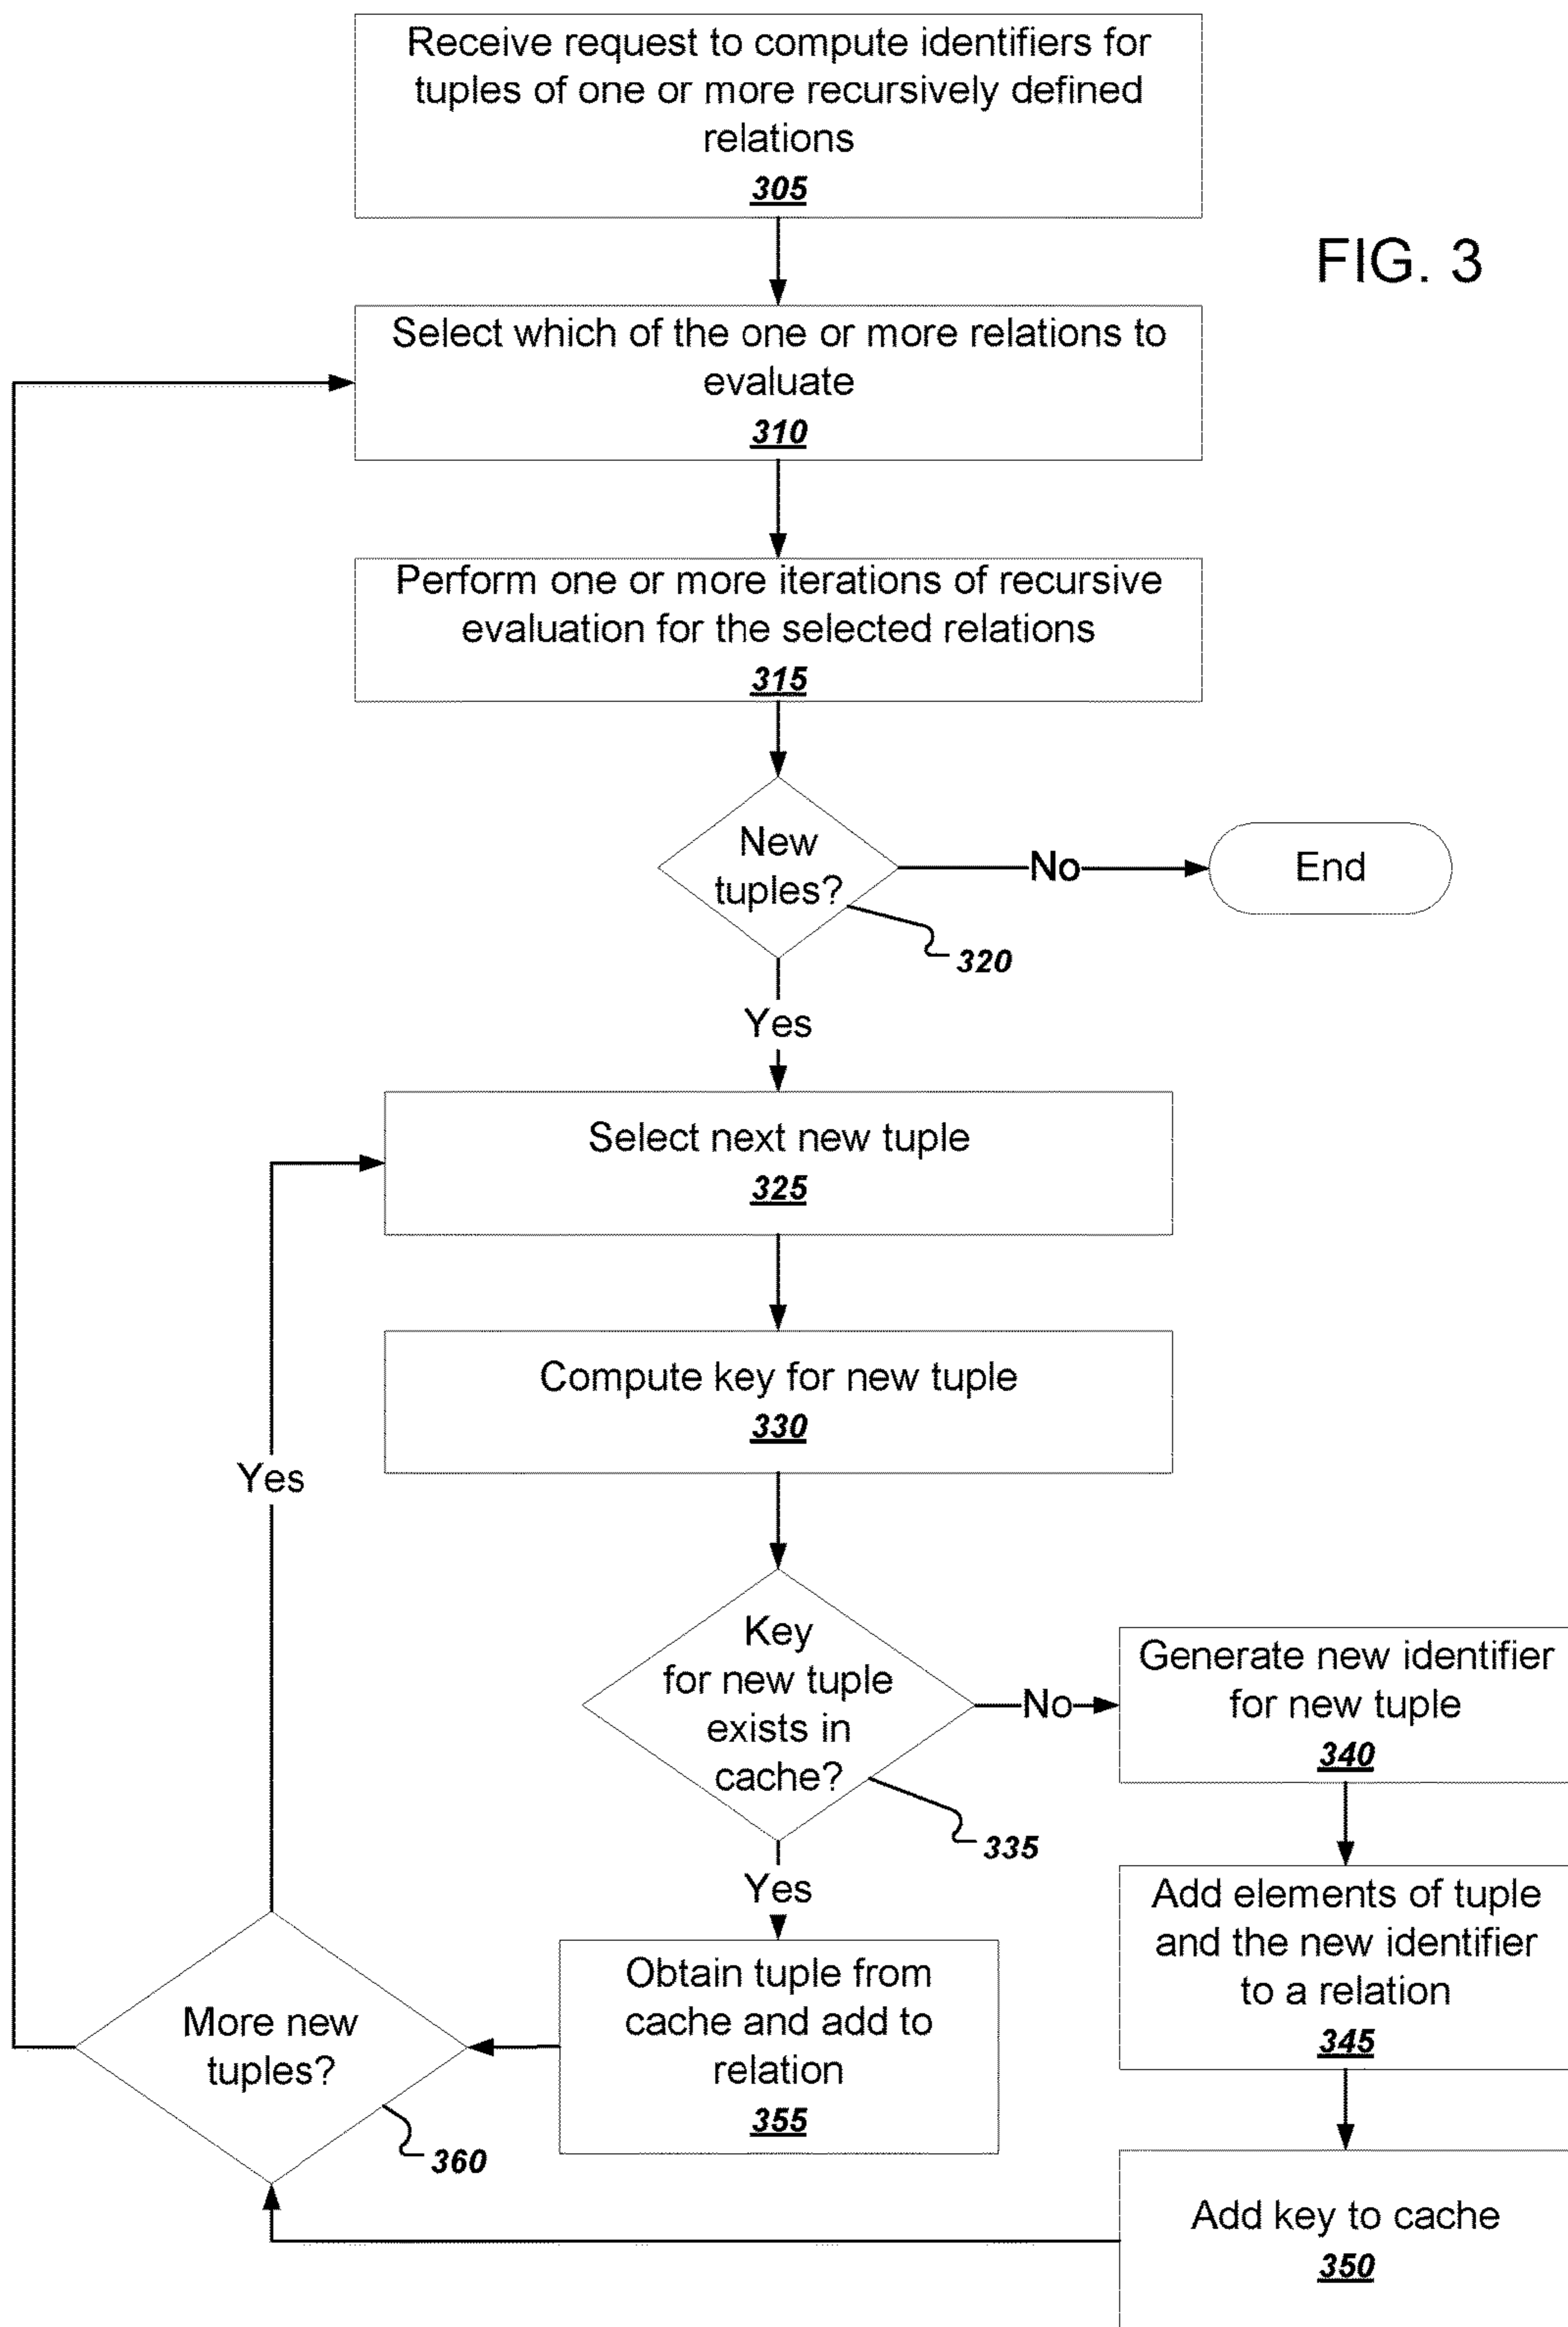 Receive request to compute identifiers for
tuples of one or more recursively defined
relations
305
FIG. 3
Select which of the one or more relations to
evaluate
310
Perform one or more iterations of recursive
evaluation for the selected relations
315
New
tuples?
No
End
320
Yes
Select next new tuple
325
Compute key for new tuple
330
Yes
Key
for new tuple
exists in
cache?
No
Generate new identifier
for new tuple
340
335
Yes
Add elements of tuple
and the new identifier
to a relation
345
Obtain tuple from
cache and add to
relation
355
More new
tuples?
360
Add key to cache
350